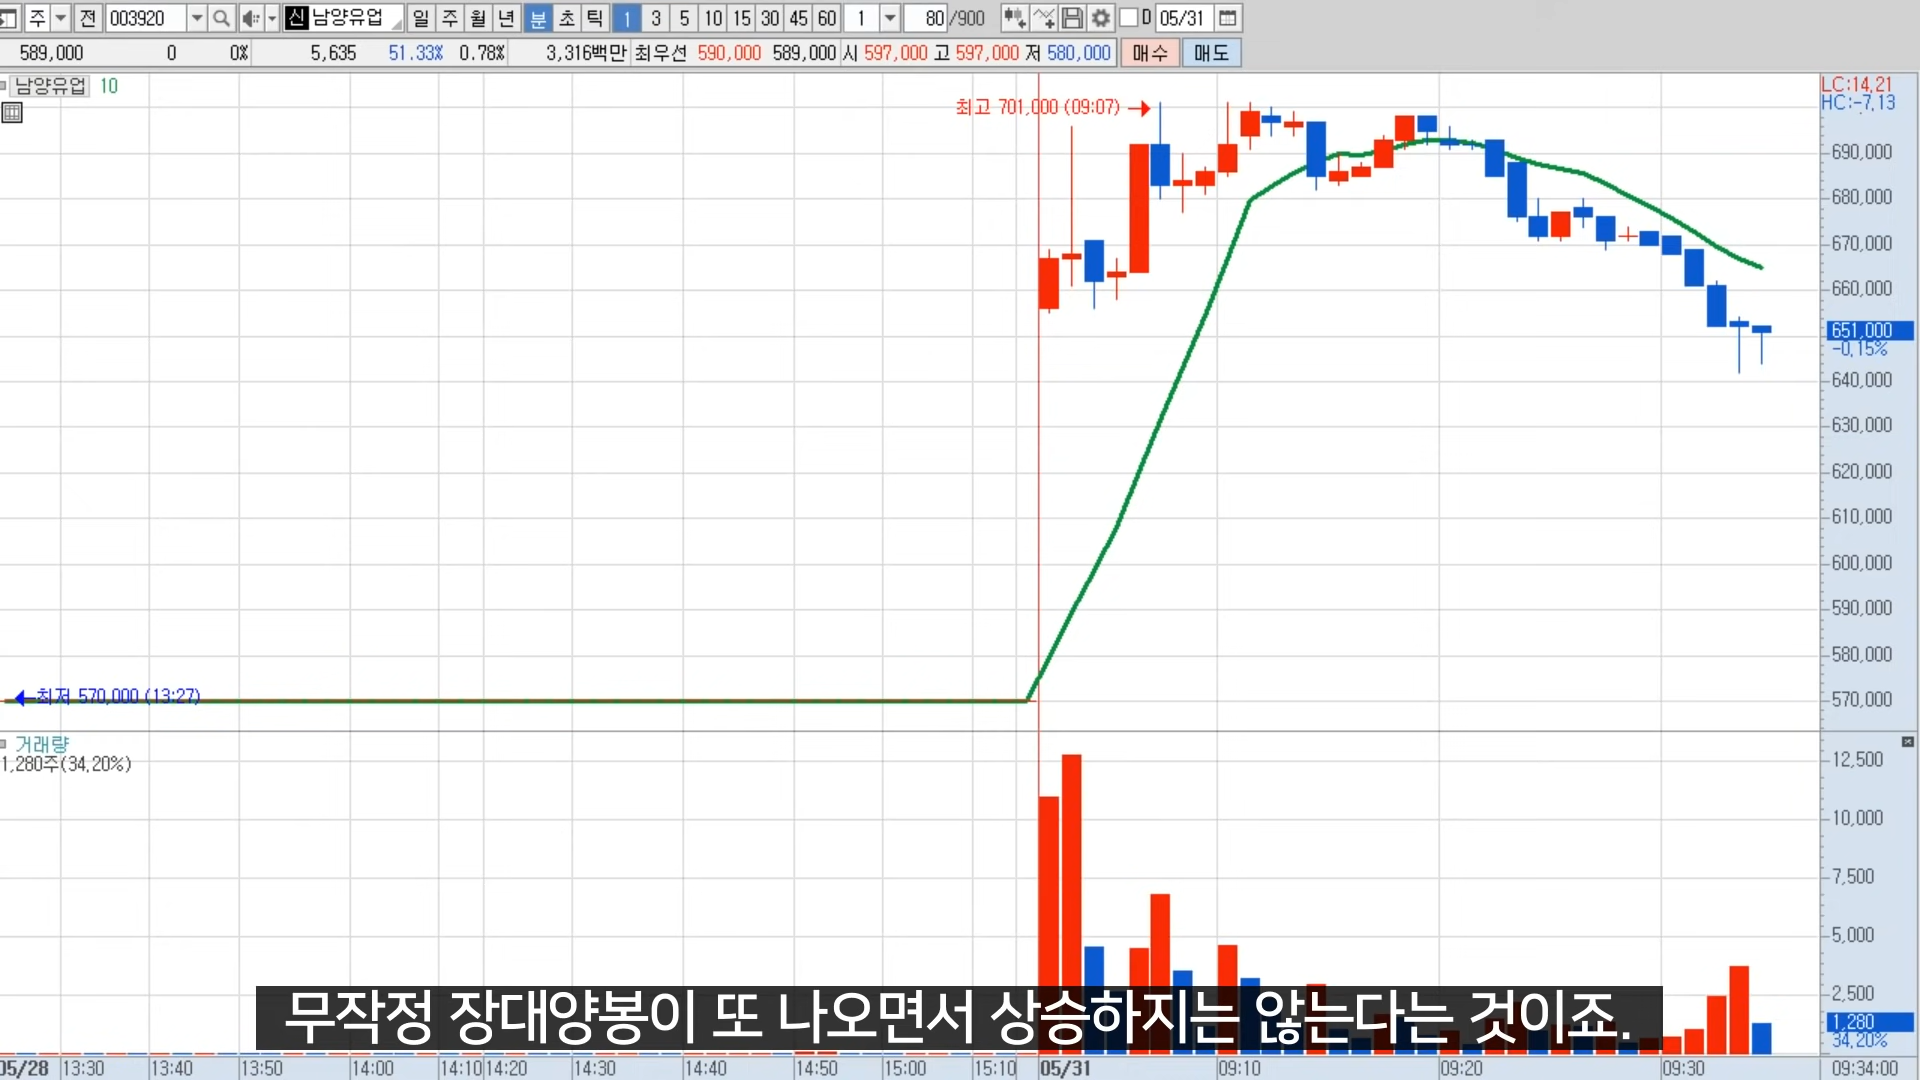 주 전 003920 신 남양유업 일 주 월 년 분 초 틱 1 3 5 10 15 30 45 60 1 80/900 D 05/31
589,000 0 0% 5,635 51.33% 0.78% 3,316백만 최우선 590,000 589,000 시 597,000 고 597,000 저 580,000 매수 매도
남양유업 10
LC:14.21
HC:-7.13
최고 701,000 (09:07)
690,000
680,000
670,000
660,000
651,000
-0.15%
640,000
630,000
620,000
610,000
600,000
590,000
580,000
최저 570,000 (13:27)
570,000
거래량
1,280주(34.20%)
12,500
10,000
7,500
5,000
2,500
1,280
34.20%
무작정 장대양봉이 또 나오면서 상승하지는 않는다는 것이죠.
05/28 13:30 13:40 13:50 14:00 14:10 14:20 14:30 14:40 14:50 15:00 15:10 05/31 09:10 09:20 09:30 09:34:00